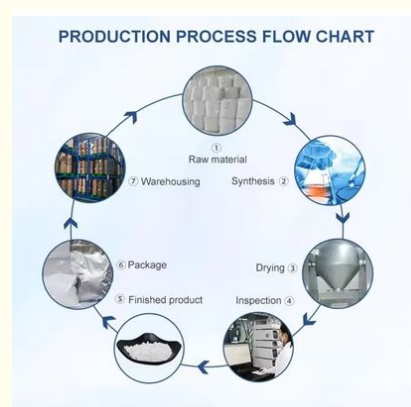 PRODUCTION PROCESS FLOW CHART
①
Raw material
Synthesis ②
Drying ③
Inspection ④
⑤ Finished product
⑥ Package
⑦ Warehousing